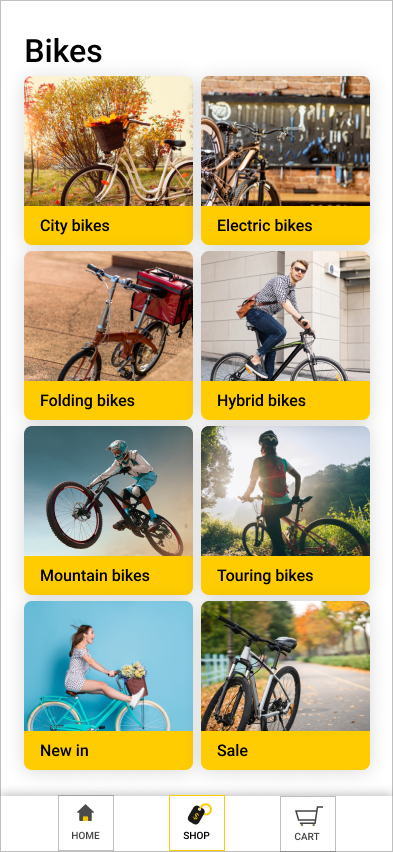 Bikes
City bikes
Electric bikes
Folding bikes
Hybrid bikes
Mountain bikes
Touring bikes
New in
Sale
HOME
SHOP
CART